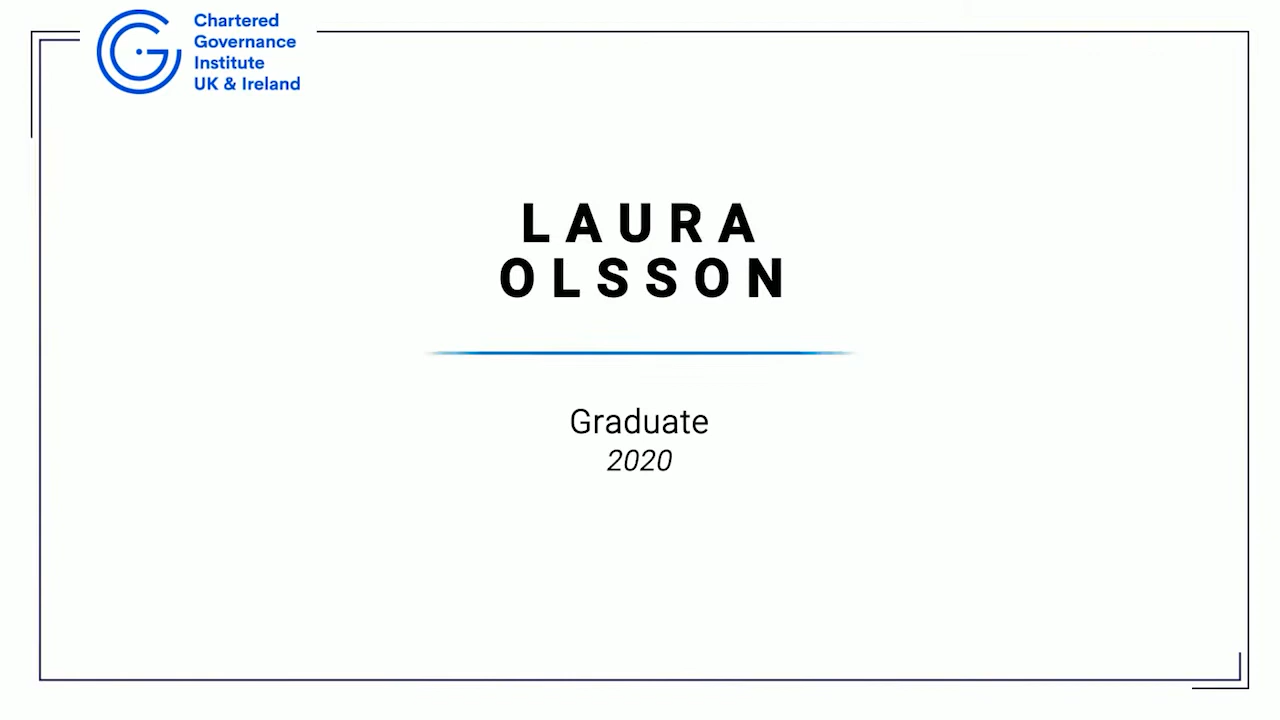 Chartered
Governance
Institute
UK & Ireland
LAURA
OLSSON
Graduate
2020